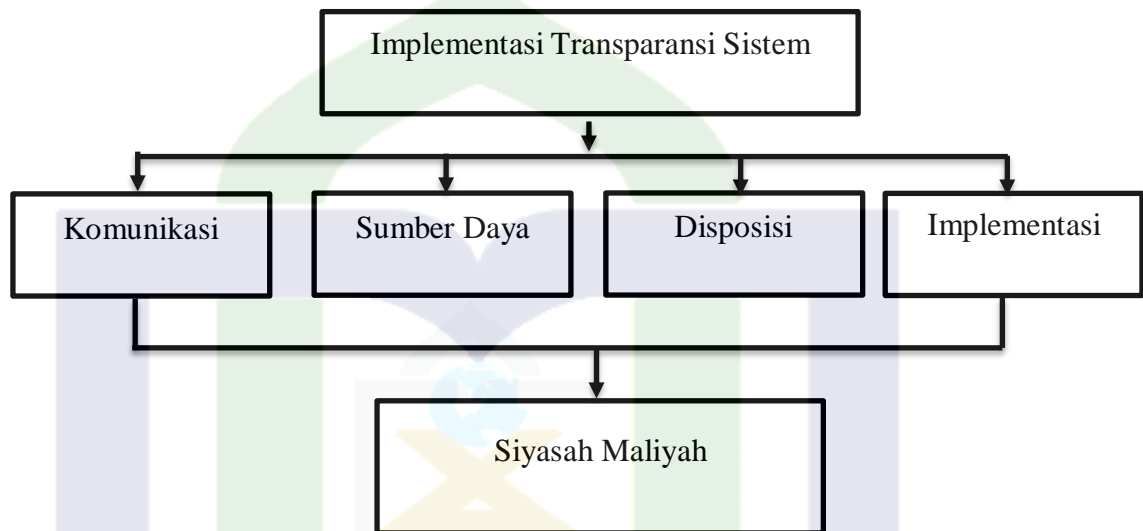 Implementasi Transparansi Sistem
Komunikasi
Sumber Daya
Disposisi
Implementasi
Siyasah Maliyah